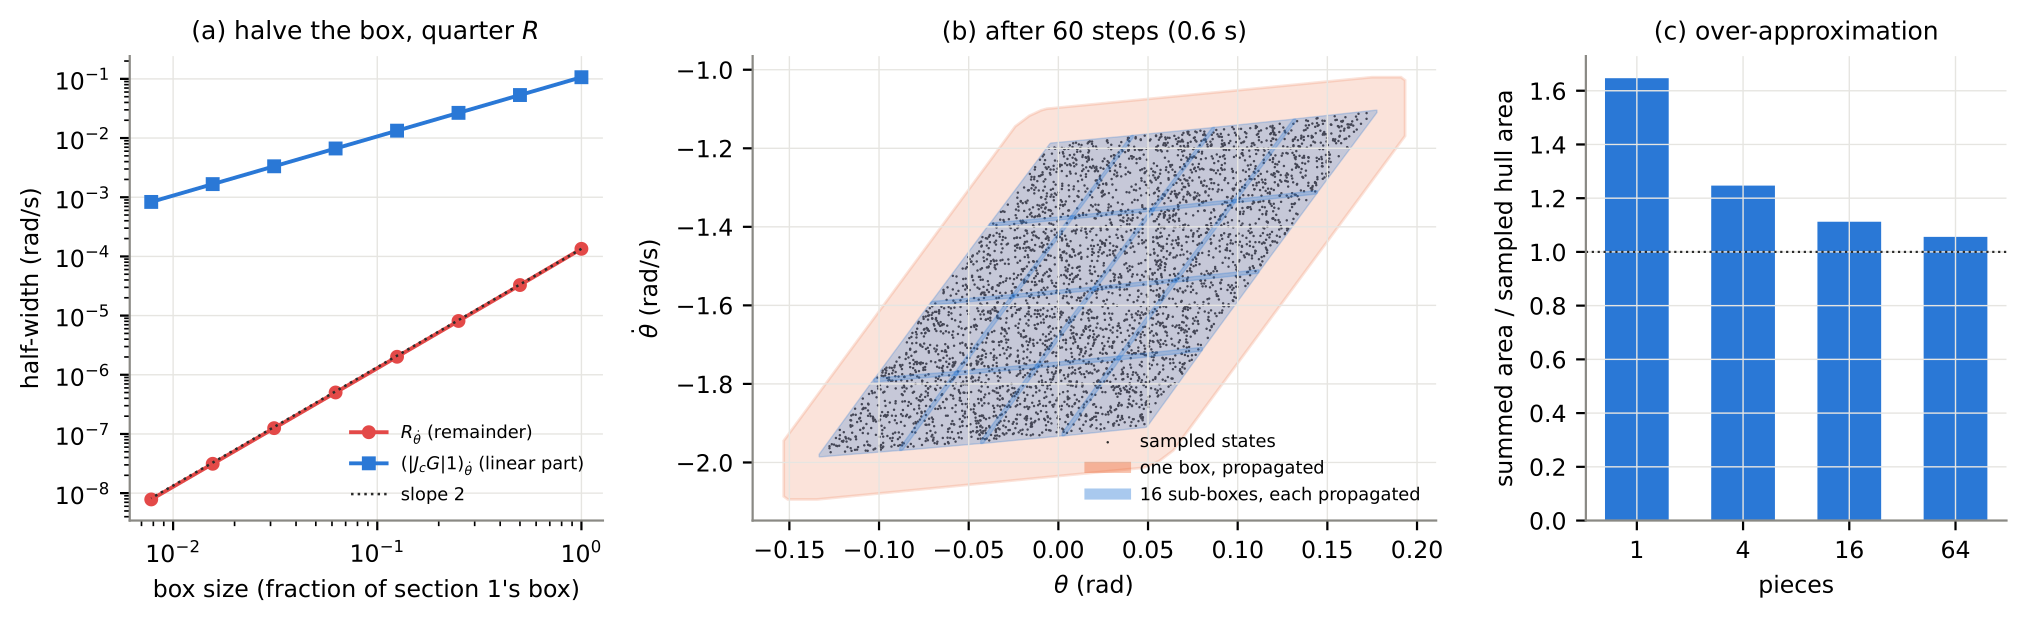 (a) halve the box, quarter R
10⁻¹
10⁻²
10⁻³
10⁻⁴
10⁻⁵
10⁻⁶
10⁻⁷
10⁻⁸
half-width (rad/s)
R_θ̇ (remainder)
(|J_cG|1)_θ̇ (linear part)
slope 2
10⁻² 10⁻¹ 10⁰
box size (fraction of section 1's box)
(b) after 60 steps (0.6 s)
−1.0
−1.2
−1.4
−1.6
−1.8
−2.0
θ̇ (rad/s)
sampled states
one box, propagated
16 sub-boxes, each propagated
−0.15 −0.10 −0.05 0.00 0.05 0.10 0.15 0.20
θ (rad)
(c) over-approximation
1.6
1.4
1.2
1.0
0.8
0.6
0.4
0.2
0.0
summed area / sampled hull area
1 4 16 64
pieces